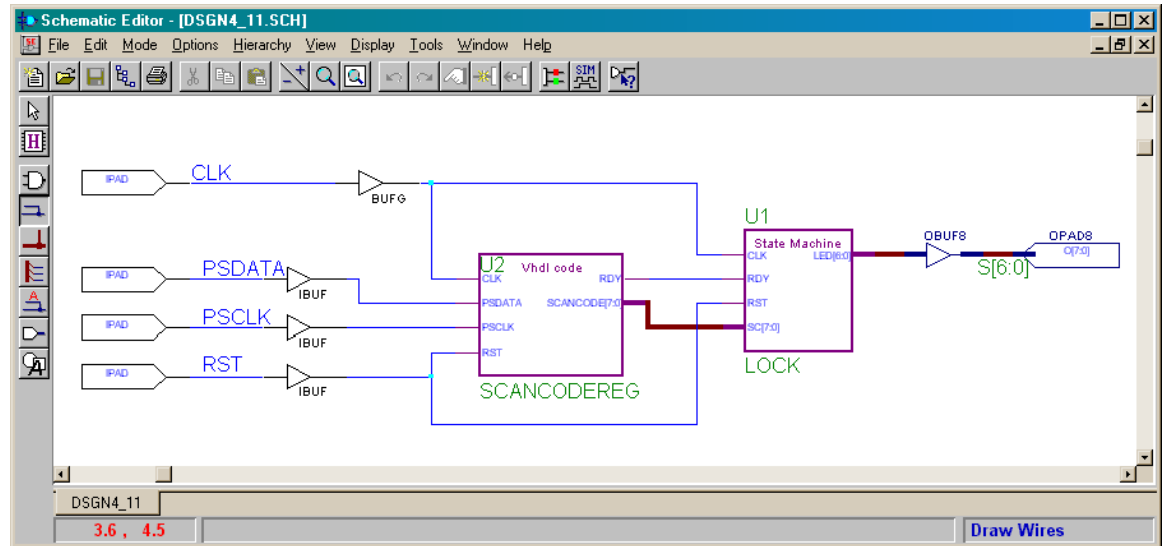 Schematic Editor - [DSGN4_11.SCH]
File Edit Mode Options Hierarchy View Display Tools Window Help
SIM
H
IPAD CLK
BUFG
IPAD PSDATA
IBUF
IPAD PSCLK
IBUF
IPAD RST
IBUF
U2 Vhdl code
CLK RDY
PSDATA SCANCODE[7:0]
PSCLK
RST
SCANCODEREG
U1
State Machine
CLK LED[6:0]
RDY
RST
SC[7:0]
LOCK
OBUF8
OPAD8
O[7:0]
S[6:0]
A
A
DSGN4_11
3.6 , 4.5 Draw Wires